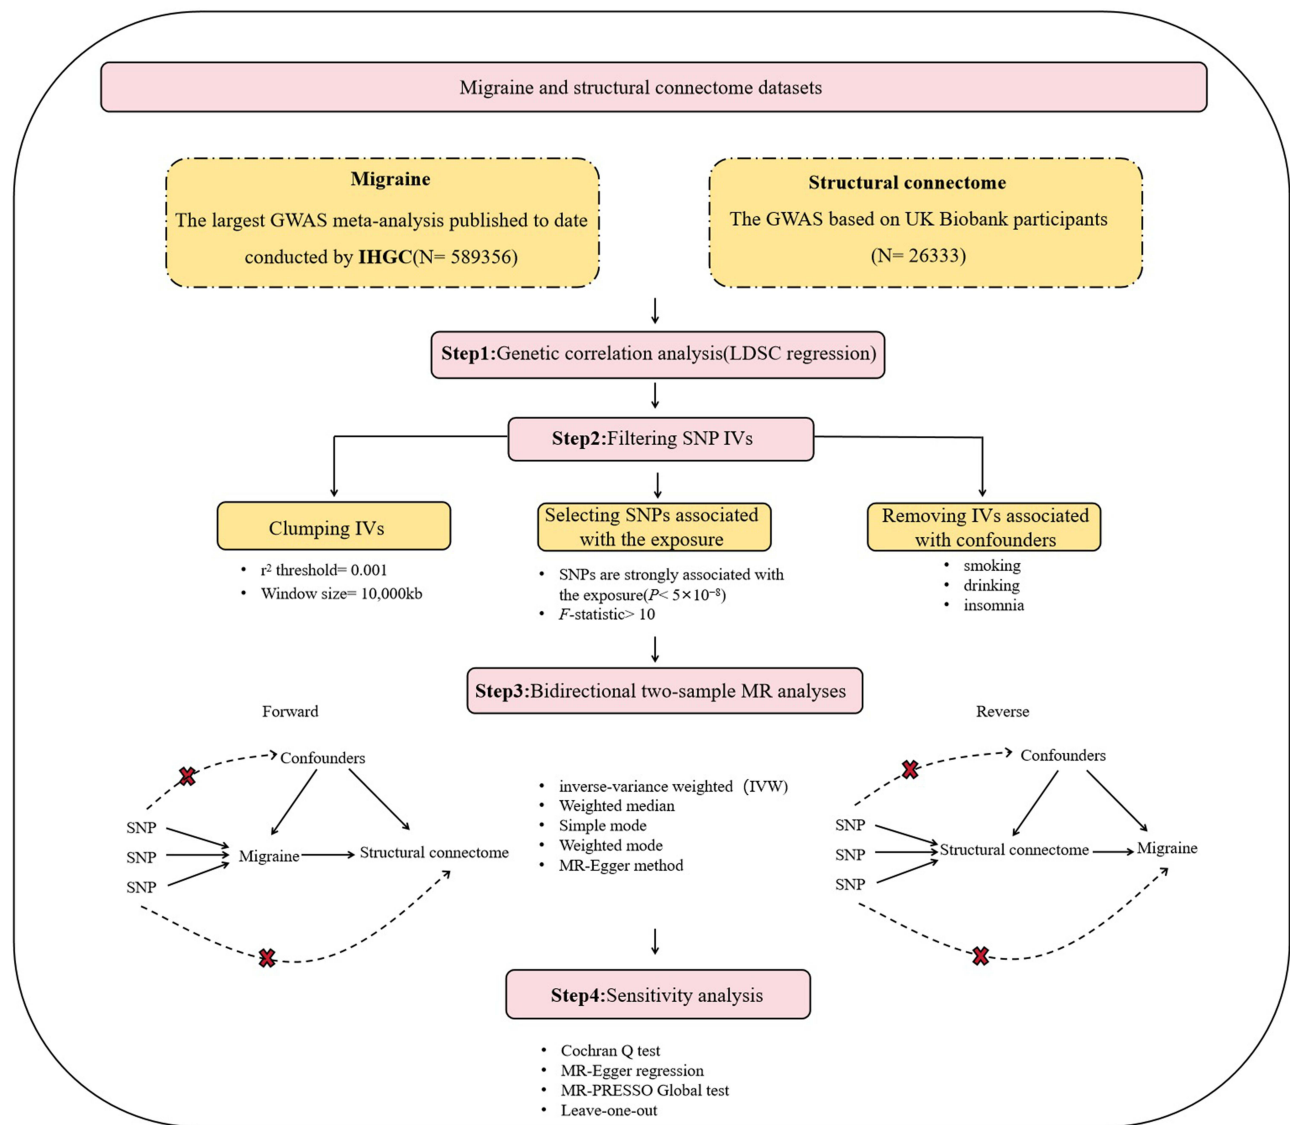 Migraine and structural connectome datasets
Migraine
The largest GWAS meta-analysis published to date
conducted by IHGC(N= 589356)
Structural connectome
The GWAS based on UK Biobank participants
(N= 26333)
Step1:Genetic correlation analysis(LDSC regression)
Step2:Filtering SNP IVs
Clumping IVs
• r² threshold= 0.001
• Window size= 10,000kb
Selecting SNPs associated
with the exposure
• SNPs are strongly associated with
the exposure(P< 5×10⁻⁸)
• F-statistic> 10
Removing IVs associated
with confounders
• smoking
• drinking
• insomnia
Step3:Bidirectional two-sample MR analyses
Forward
Confounders
SNP
SNP
SNP
Migraine
Structural connectome
• inverse-variance weighted（IVW)
• Weighted median
• Simple mode
• Weighted mode
• MR-Egger method
Reverse
Confounders
SNP
SNP
SNP
Structural connectome
Migraine
Step4:Sensitivity analysis
• Cochran Q test
• MR-Egger regression
• MR-PRESSO Global test
• Leave-one-out